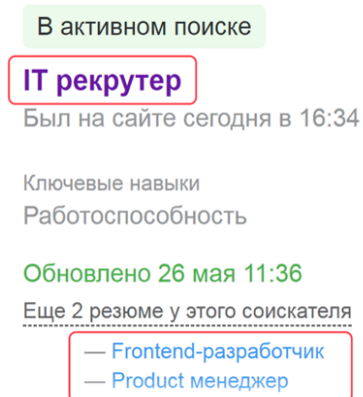 В активном поиске
IT рекрутер
Был на сайте сегодня в 16:34
Ключевые навыки
Работоспособность
Обновлено 26 мая 11:36
Еще 2 резюме у этого соискателя
— Frontend-разработчик
— Product менеджер